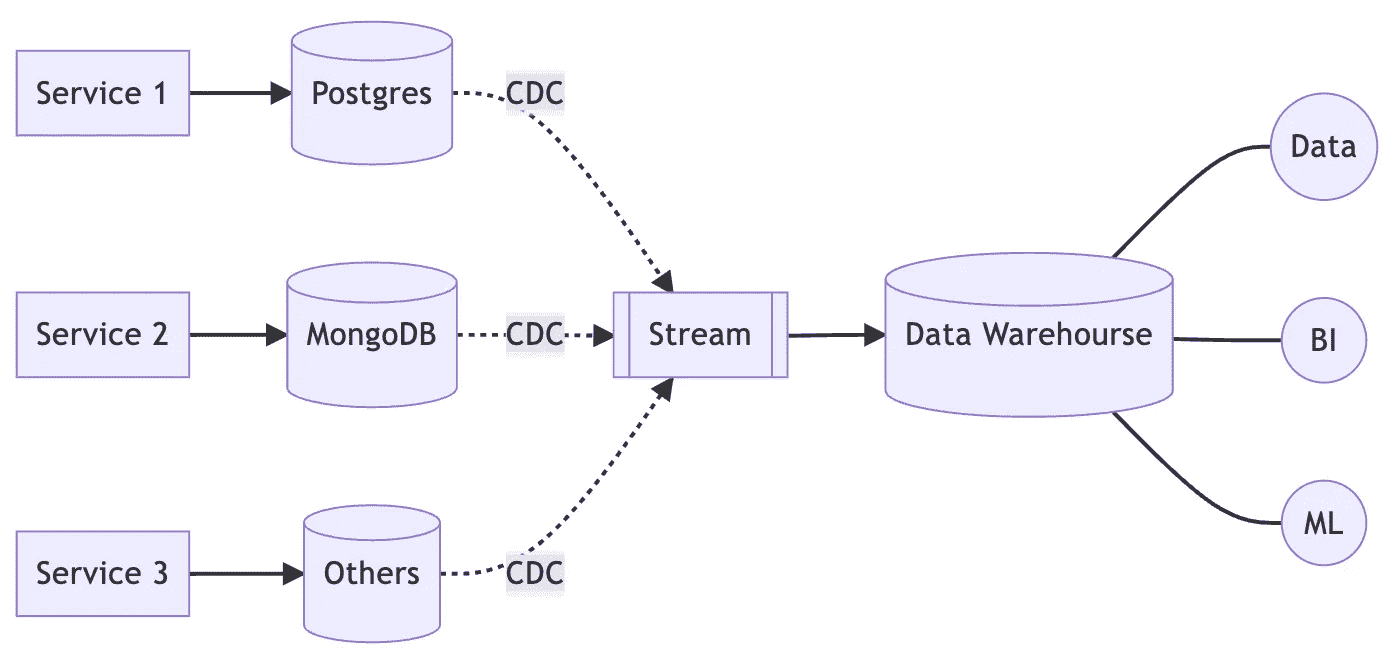 Service 1
Postgres
CDC
Data
Service 2
MongoDB
CDC
Stream
Data Warehourse
BI
Service 3
Others
CDC
ML